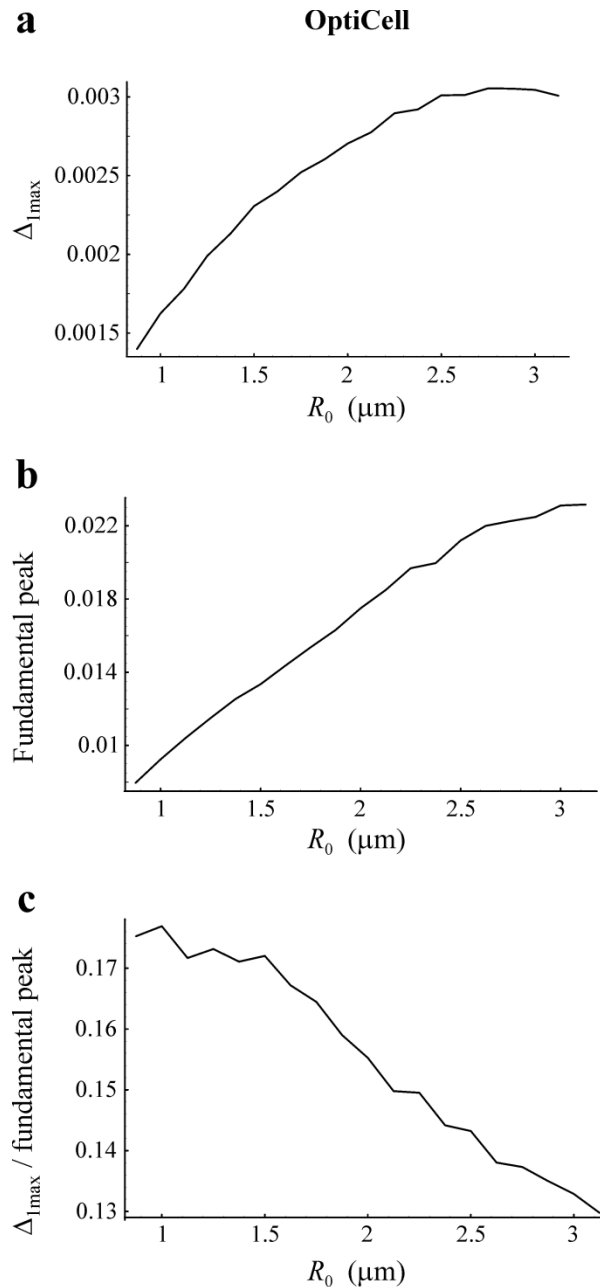 a
OptiCell
Δ1max
0.003
0.0025
0.002
0.0015
1
1.5
2
2.5
3
R0 (μm)
b
Fundamental peak
0.022
0.018
0.014
0.01
1
1.5
2
2.5
3
R0 (μm)
c
Δ1max / fundamental peak
0.17
0.16
0.15
0.14
0.13
1
1.5
2
2.5
3
R0 (μm)